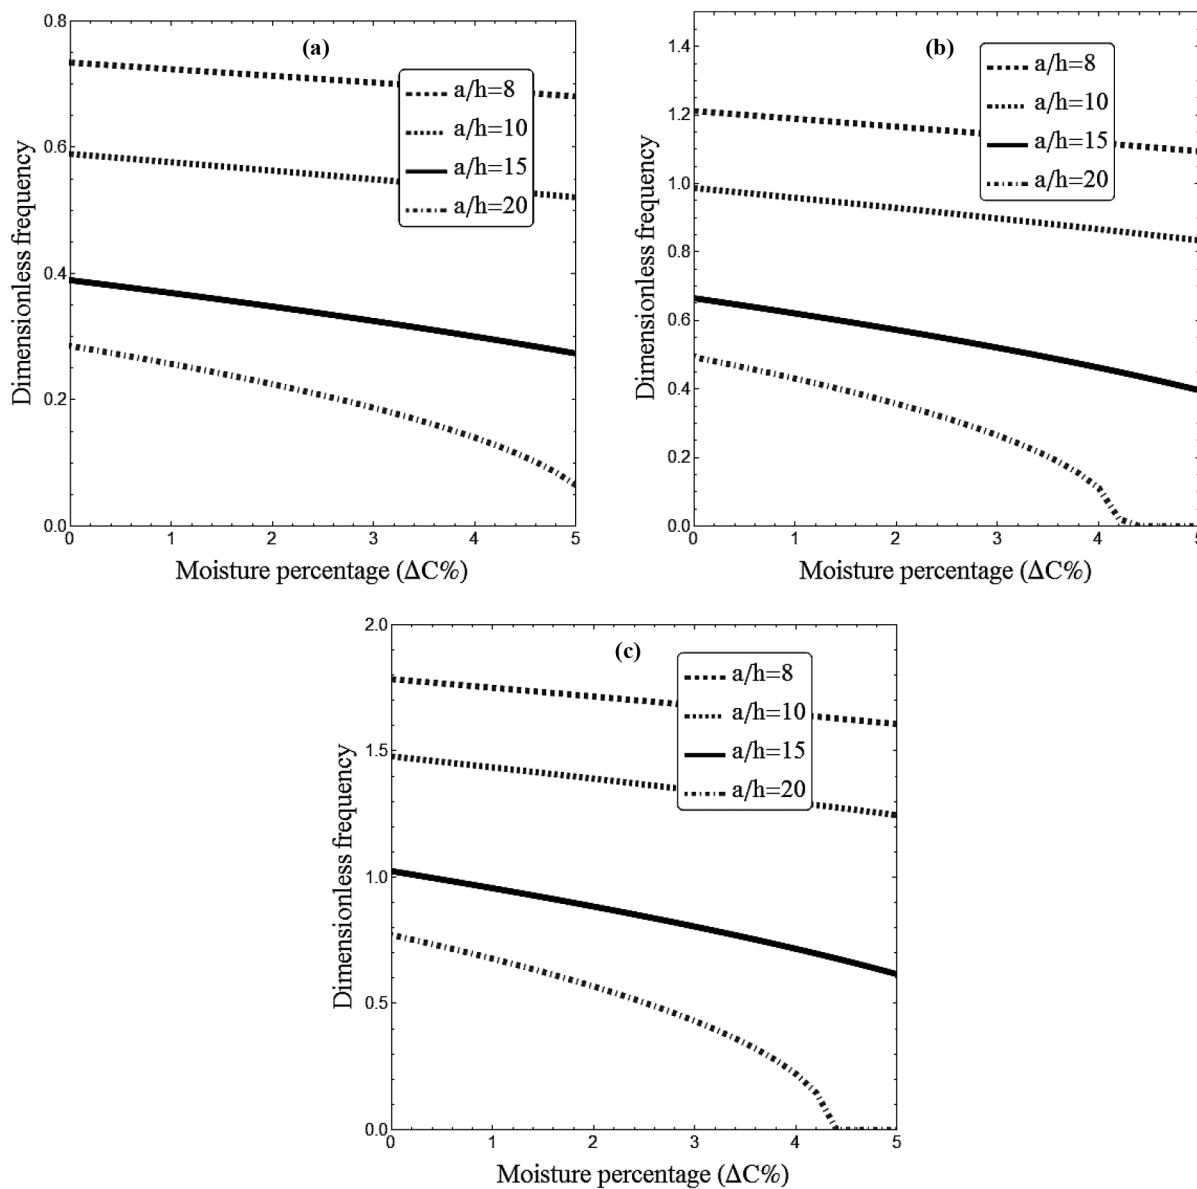 (a)
a/h=8
a/h=10
a/h=15
a/h=20
Dimensionless frequency
0.8
0.6
0.4
0.2
0.0
0 1 2 3 4 5
Moisture percentage (ΔC%)
(b)
a/h=8
a/h=10
a/h=15
a/h=20
Dimensionless frequency
1.4
1.2
1.0
0.8
0.6
0.4
0.2
0.0
0 1 2 3 4 5
Moisture percentage (ΔC%)
(c)
a/h=8
a/h=10
a/h=15
a/h=20
Dimensionless frequency
2.0
1.5
1.0
0.5
0.0
0 1 2 3 4 5
Moisture percentage (ΔC%)